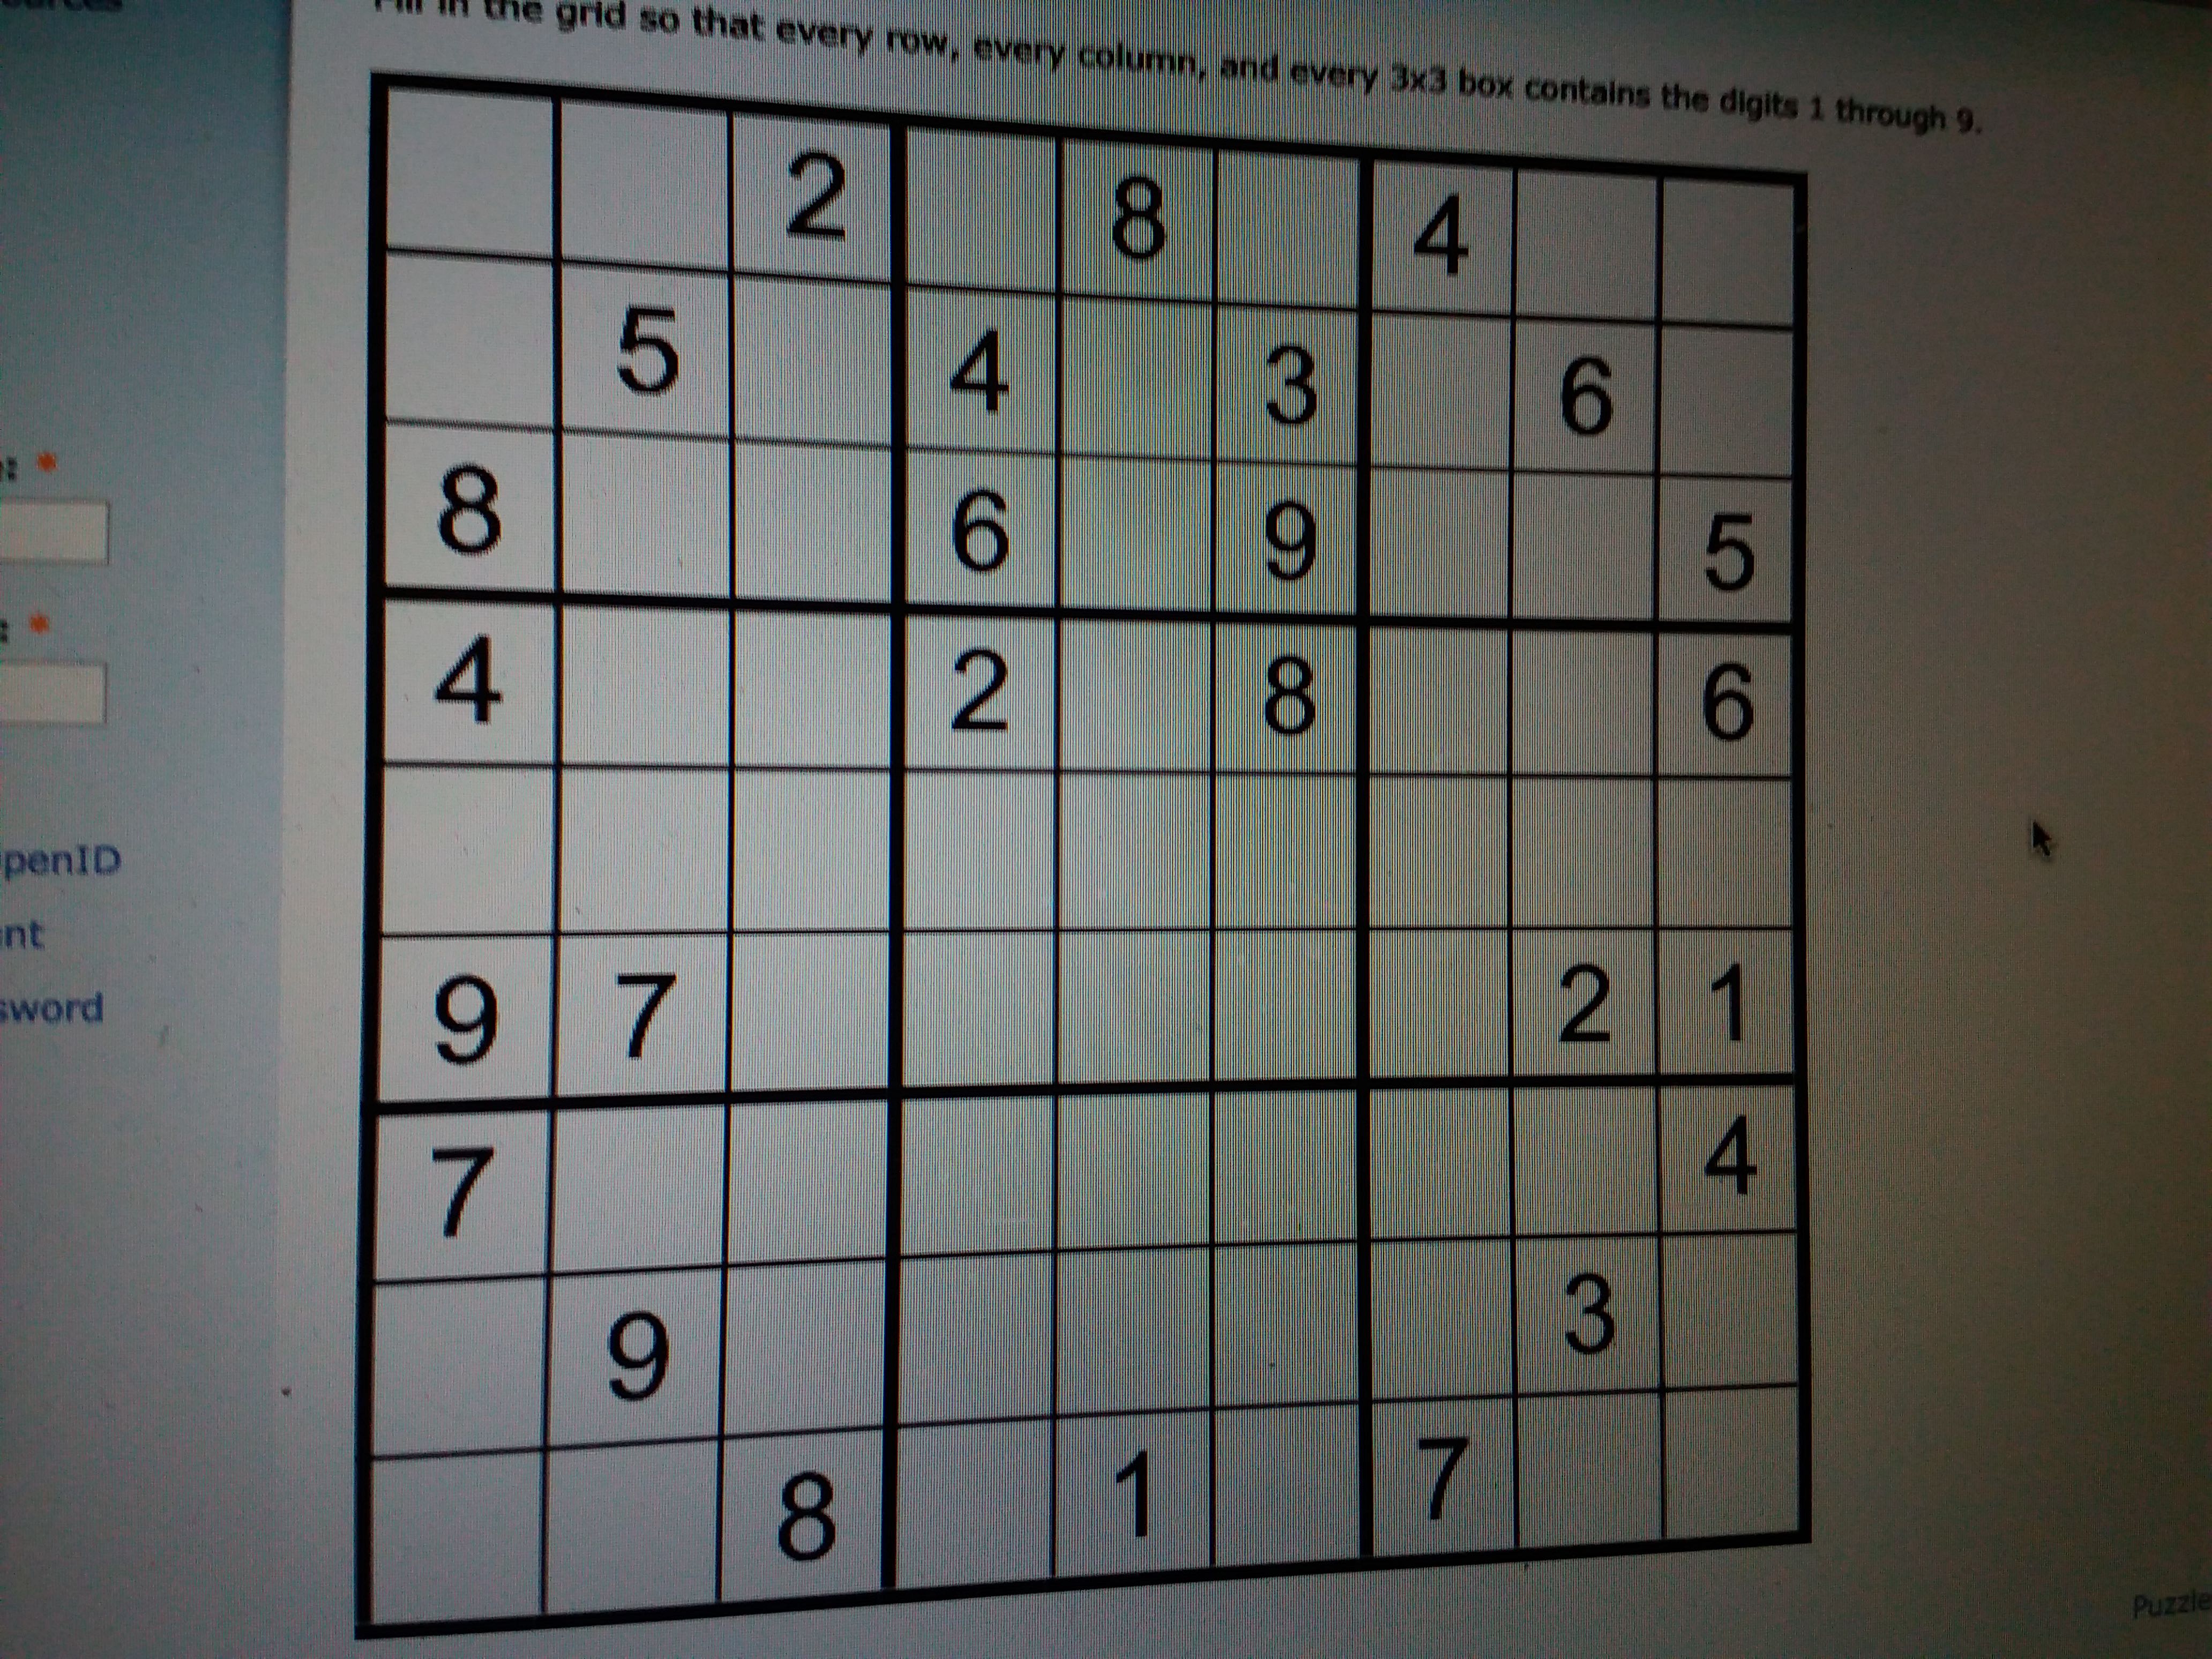 the grid so that every row, every column, and every 3x3 box contains the digits 1 through 9.
2 8 4
5 4 3 6
8 6 9 5
4 2 8 6
9 7 2 1
7 4
9 3
8 1 7
: *
: *
penID
nt
sword
Puzzle